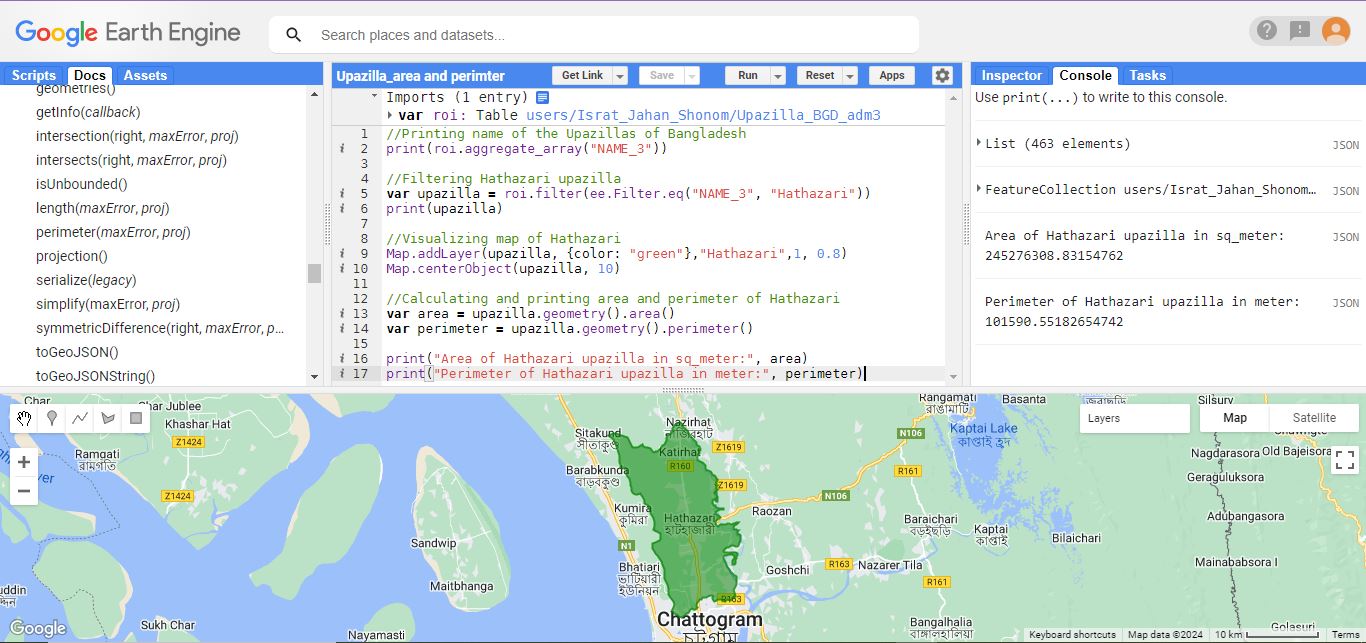 Google Earth Engine
Search places and datasets...
Scripts Docs Assets
geometries()
getInfo(callback)
intersection(right, maxError, proj)
intersects(right, maxError, proj)
isUnbounded()
length(maxError, proj)
perimeter(maxError, proj)
projection()
serialize(legacy)
simplify(maxError, proj)
symmetricDifference(right, maxError, p...
toGeoJSON()
toGeoJSONString()
Upazilla_area and perimter
Get Link Save Run Reset Apps
Imports (1 entry)
var roi: Table users/Israt_Jahan_Shonom/Upazilla_BGD_adm3
1 //Printing name of the Upazillas of Bangladesh
i 2 print(roi.aggregate_array("NAME_3"))
3
4 //Filtering Hathazari upazilla
i 5 var upazilla = roi.filter(ee.Filter.eq("NAME_3", "Hathazari"))
i 6 print(upazilla)
7
8 //Visualizing map of Hathazari
i 9 Map.addLayer(upazilla, {color: "green"},"Hathazari",1, 0.8)
i 10 Map.centerObject(upazilla, 10)
11
12 //Calculating and printing area and perimeter of Hathazari
i 13 var area = upazilla.geometry().area()
i 14 var perimeter = upazilla.geometry().perimeter()
15
i 16 print("Area of Hathazari upazilla in sq_meter:", area)
i 17 print("Perimeter of Hathazari upazilla in meter:", perimeter)
Inspector Console Tasks
Use print(...) to write to this console.
List (463 elements) JSON
FeatureCollection users/Israt_Jahan_Shonom… JSON
Area of Hathazari upazilla in sq_meter: JSON
245276308.83154762
Perimeter of Hathazari upazilla in meter: JSON
101590.55182654742
Char
Char Jublee
Khashar Hat
Z1424
Ramgati
রামগতি
Z1424
Sandwip
Maitbhanga
Sukh Char
Nayamasti
Google
Sitakund
সীতাকুণ্ড
Nazirhat
নাজিরহাট
Katirhat
R160
Z1619
Barabkunda
বাড়বকুণ্ড
Z1619
Kumira
কুমিরা
Hathazari
হাটহাজারী
N1
Bhatiari
ভাটিয়ারী
ইউনিয়ন
R163
Chattogram
চট্টগ্রাম
Raozan
N106
Goshchi
R163
Nazarer Tila
R161
Rangamati
রাঙামাটি
Basanta
N106
Kaptai Lake
কাপ্তাই হ্রদ
R161
Baraichari
বড়ইছড়ি
Kaptai
কাপ্তাই
Bilaichari
Bangalhalia
বাঙ্গালহালিয়া
Layers
Map Satellite
Silsury
Nagdarasora
Old Bajeisora
Geraguluksora
Adubangasora
Mainababsora I
Golasuri
Keyboard shortcuts Map data ©2024 10 km Terms